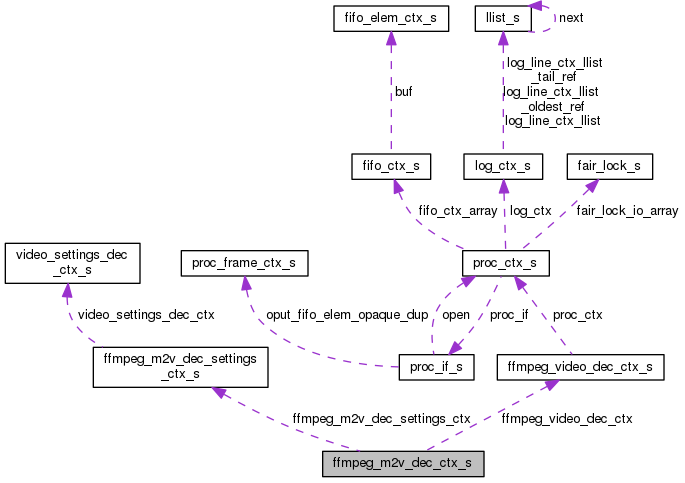 fifo_elem_ctx_s
llist_s
next
log_line_ctx_llist
_tail_ref
buf
log_line_ctx_llist
_oldest_ref
log_line_ctx_llist
fifo_ctx_s
log_ctx_s
fair_lock_s
fifo_ctx_array
log_ctx
fair_lock_io_array
video_settings_dec
_ctx_s
proc_frame_ctx_s
proc_ctx_s
video_settings_dec_ctx
oput_fifo_elem_opaque_dup
open
proc_if
proc_ctx
ffmpeg_m2v_dec_settings
_ctx_s
proc_if_s
ffmpeg_video_dec_ctx_s
ffmpeg_m2v_dec_settings_ctx
ffmpeg_video_dec_ctx
ffmpeg_m2v_dec_ctx_s